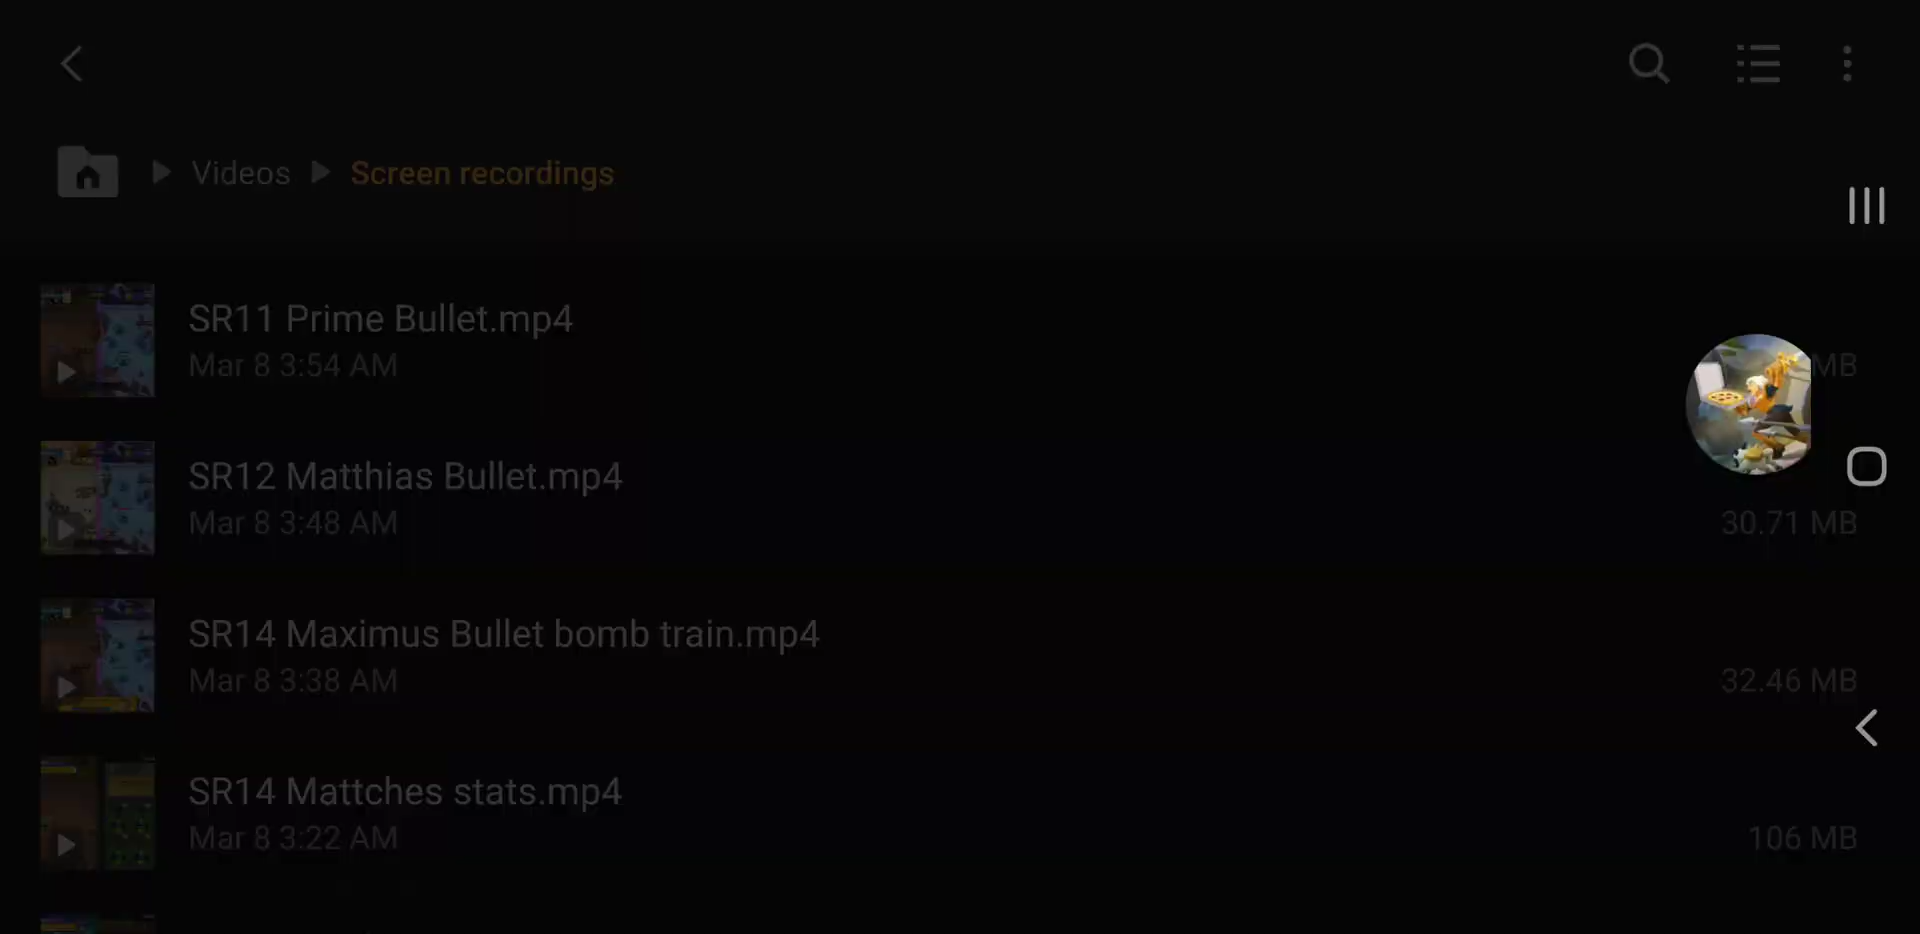 Videos Screen recordings
SR11 Prime Bullet.mp4
Mar 8 3:54 AM MB
SR12 Matthias Bullet.mp4
Mar 8 3:48 AM 30.71 MB
SR14 Maximus Bullet bomb train.mp4
Mar 8 3:38 AM 32.46 MB
SR14 Mattches stats.mp4
Mar 8 3:22 AM 106 MB